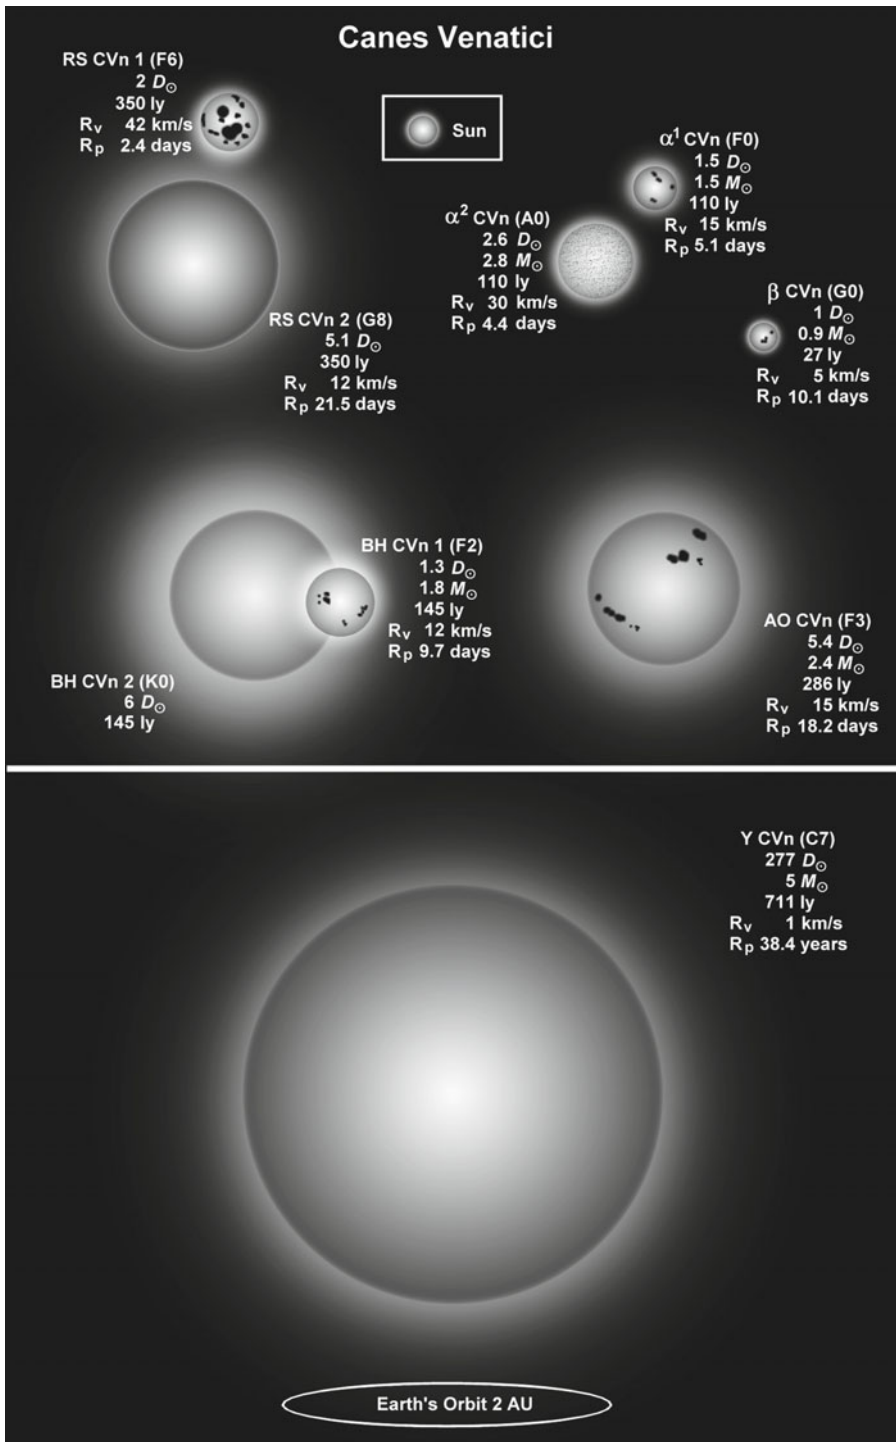 Canes Venatici
RS CVn 1 (F6)
2 D☉
350 ly
Rv 42 km/s
Rp 2.4 days
Sun
α¹ CVn (F0)
1.5 D☉
1.5 M☉
110 ly
Rv 15 km/s
Rp 5.1 days
α² CVn (A0)
2.6 D☉
2.8 M☉
110 ly
Rv 30 km/s
Rp 4.4 days
β CVn (G0)
1 D☉
0.9 M☉
27 ly
Rv 5 km/s
Rp 10.1 days
RS CVn 2 (G8)
5.1 D☉
350 ly
Rv 12 km/s
Rp 21.5 days
BH CVn 1 (F2)
1.3 D☉
1.8 M☉
145 ly
Rv 12 km/s
Rp 9.7 days
AO CVn (F3)
5.4 D☉
2.4 M☉
286 ly
Rv 15 km/s
Rp 18.2 days
BH CVn 2 (K0)
6 D☉
145 ly
Y CVn (C7)
277 D☉
5 M☉
711 ly
Rv 1 km/s
Rp 38.4 years
Earth's Orbit 2 AU